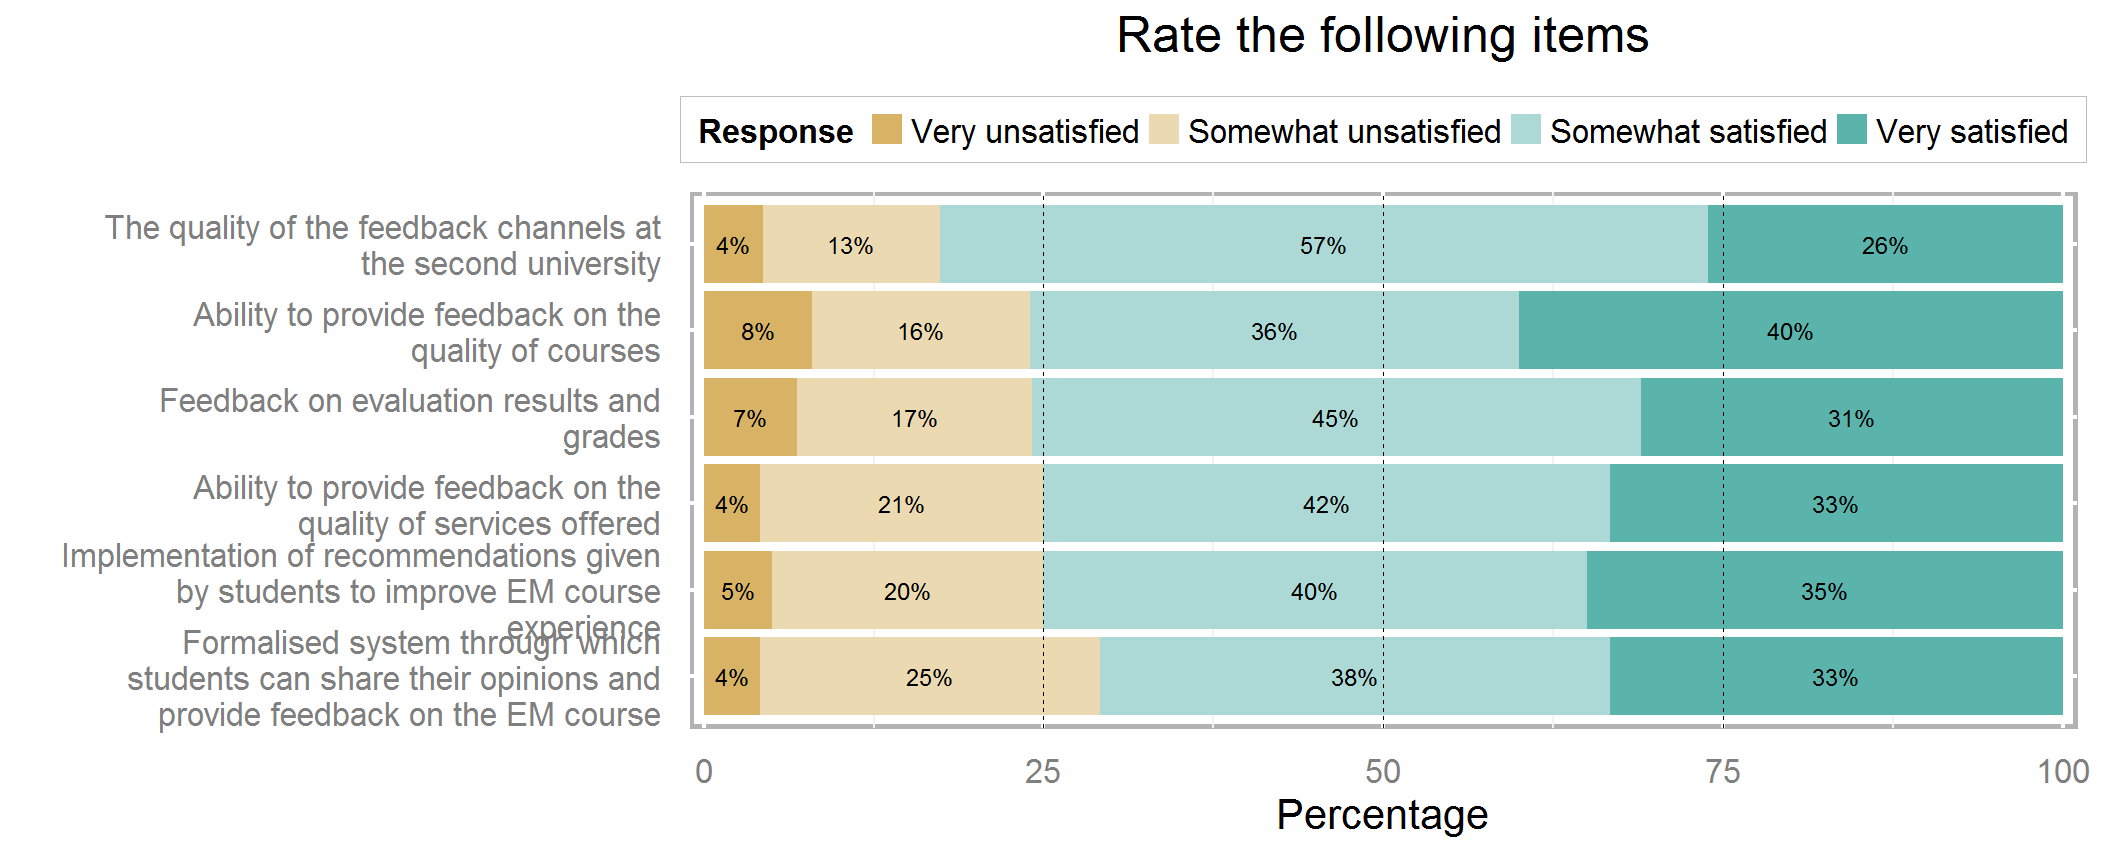 Rate the following items
Response Very unsatisfied Somewhat unsatisfied Somewhat satisfied Very satisfied
The quality of the feedback channels at
the second university
4% 13% 57% 26%
Ability to provide feedback on the
quality of courses
8% 16% 36% 40%
Feedback on evaluation results and
grades
7% 17% 45% 31%
Ability to provide feedback on the
quality of services offered
4% 21% 42% 33%
Implementation of recommendations given
by students to improve EM course
experience
5% 20% 40% 35%
Formalised system through which
students can share their opinions and
provide feedback on the EM course
4% 25% 38% 33%
0 25 50 75 100
Percentage